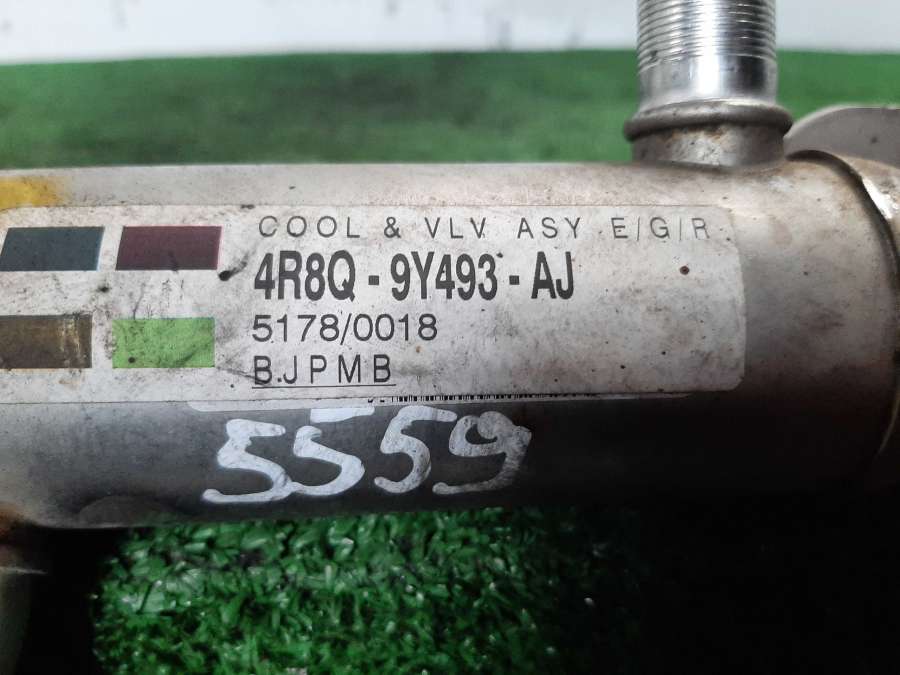 COOL & VLV ASY E/G/R
4R8Q - 9Y493 - AJ
5178/0018
BJPMB
5559